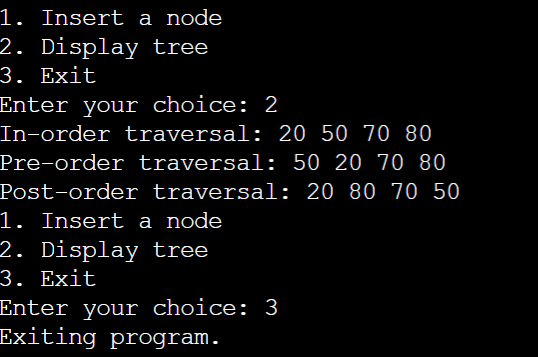 1. Insert a node
2. Display tree
3. Exit
Enter your choice: 2
In-order traversal: 20 50 70 80
Pre-order traversal: 50 20 70 80
Post-order traversal: 20 80 70 50
1. Insert a node
2. Display tree
3. Exit
Enter your choice: 3
Exiting program.